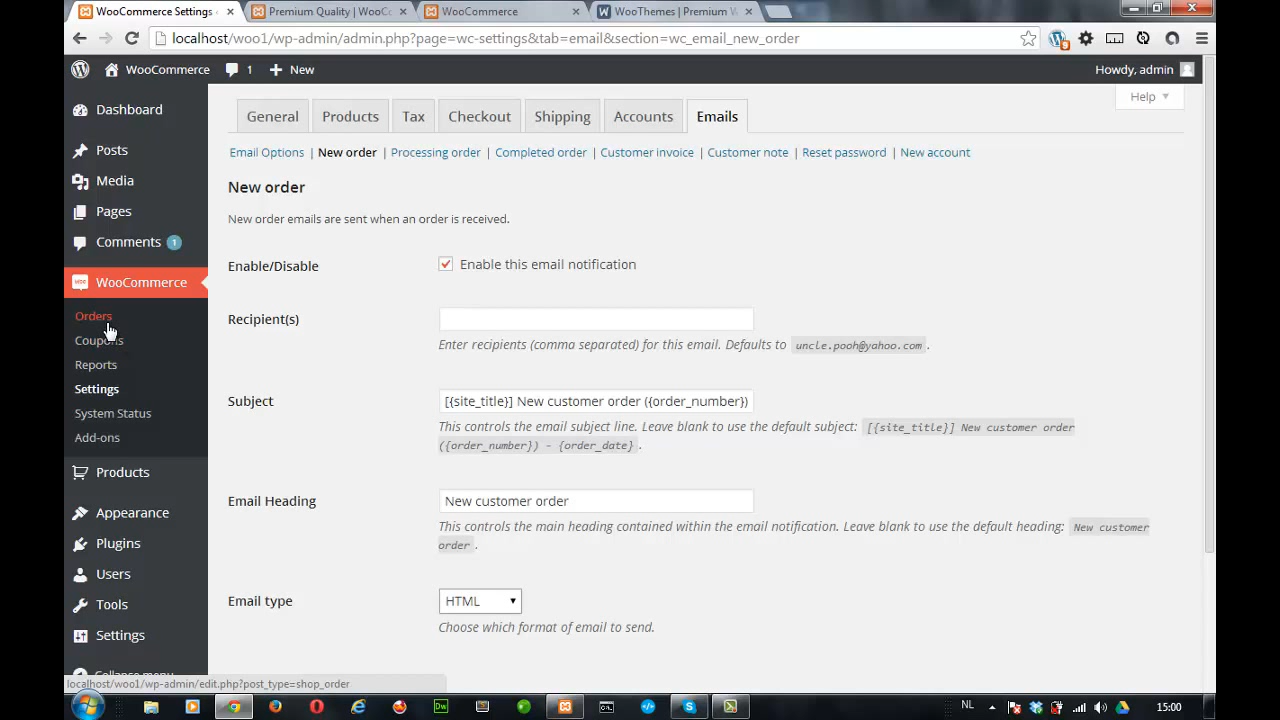 WooCommerce Settings
Premium Quality | WooCo
WooCommerce
WooThemes | Premium W
localhost/woo1/wp-admin/admin.php?page=wc-settings&tab=email&section=wc_email_new_order
9
WooCommerce
1
New
Howdy, admin
Help
Dashboard
Posts
Media
Pages
Comments 1
woo WooCommerce
Orders
Coupons
Reports
Settings
System Status
Add-ons
Products
Appearance
Plugins
Users
Tools
Settings
Collapse menu
General
Products
Tax
Checkout
Shipping
Accounts
Emails
Email Options | New order | Processing order | Completed order | Customer invoice | Customer note | Reset password | New account
New order
New order emails are sent when an order is received.
Enable/Disable
Enable this email notification
Recipient(s)
Enter recipients (comma separated) for this email. Defaults to uncle.pooh@yahoo.com .
Subject
[{site_title}] New customer order ({order_number})
This controls the email subject line. Leave blank to use the default subject: [{site_title}] New customer order
({order_number}) - {order_date} .
Email Heading
New customer order
This controls the main heading contained within the email notification. Leave blank to use the default heading: New customer
order .
Email type
HTML
Choose which format of email to send.
localhost/woo1/wp-admin/edit.php?post_type=shop_order
Dw
NL
15:00